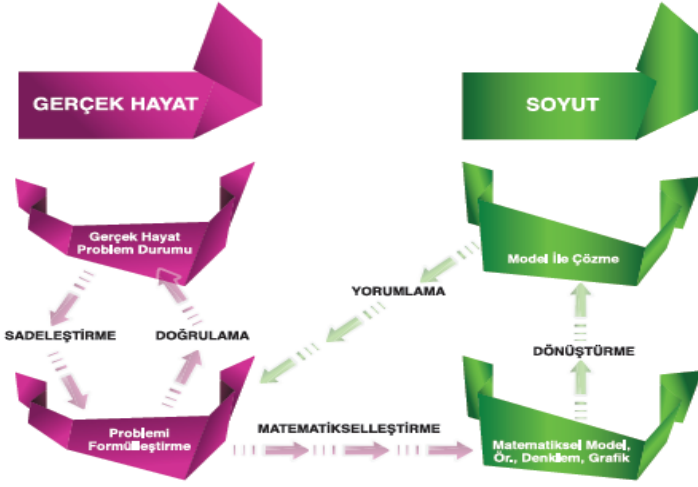 GERÇEK HAYAT
SOYUT
Gerçek Hayat
Problem Durumu
Model İle Çözme
YORUMLAMA
SADELEŞTİRME
DOĞRULAMA
DÖNÜŞTÜRME
Problemi
Formülleştirme
MATEMATİKSELLEŞTİRME
Matematiksel Model,
Ör., Denklem, Grafik